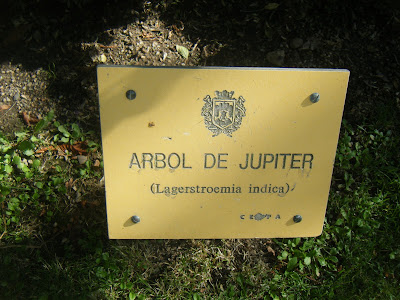 ARBOL DE JUPITER
(Lagerstroemia indica)